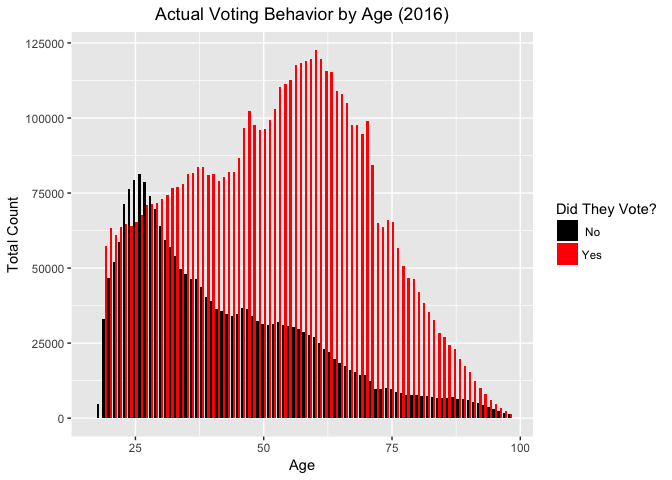 Actual Voting Behavior by Age (2016)
125000
100000
75000
50000
25000
0
Total Count
25
50
75
100
Age
Did They Vote?
No
Yes